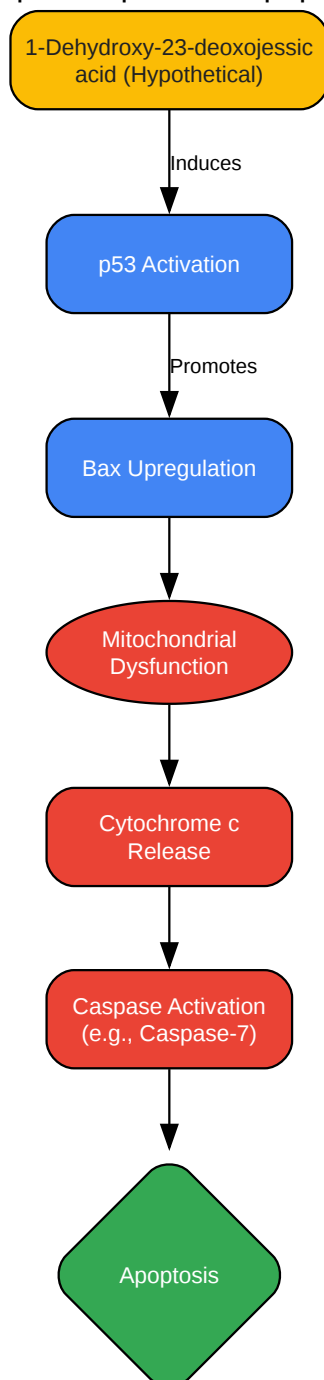 1-Dehydroxy-23-deoxojessic
acid (Hypothetical)
Induces
p53 Activation
Promotes
Bax Upregulation
Mitochondrial
Dysfunction
Cytochrome c
Release
Caspase Activation
(e.g., Caspase-7)
Apoptosis